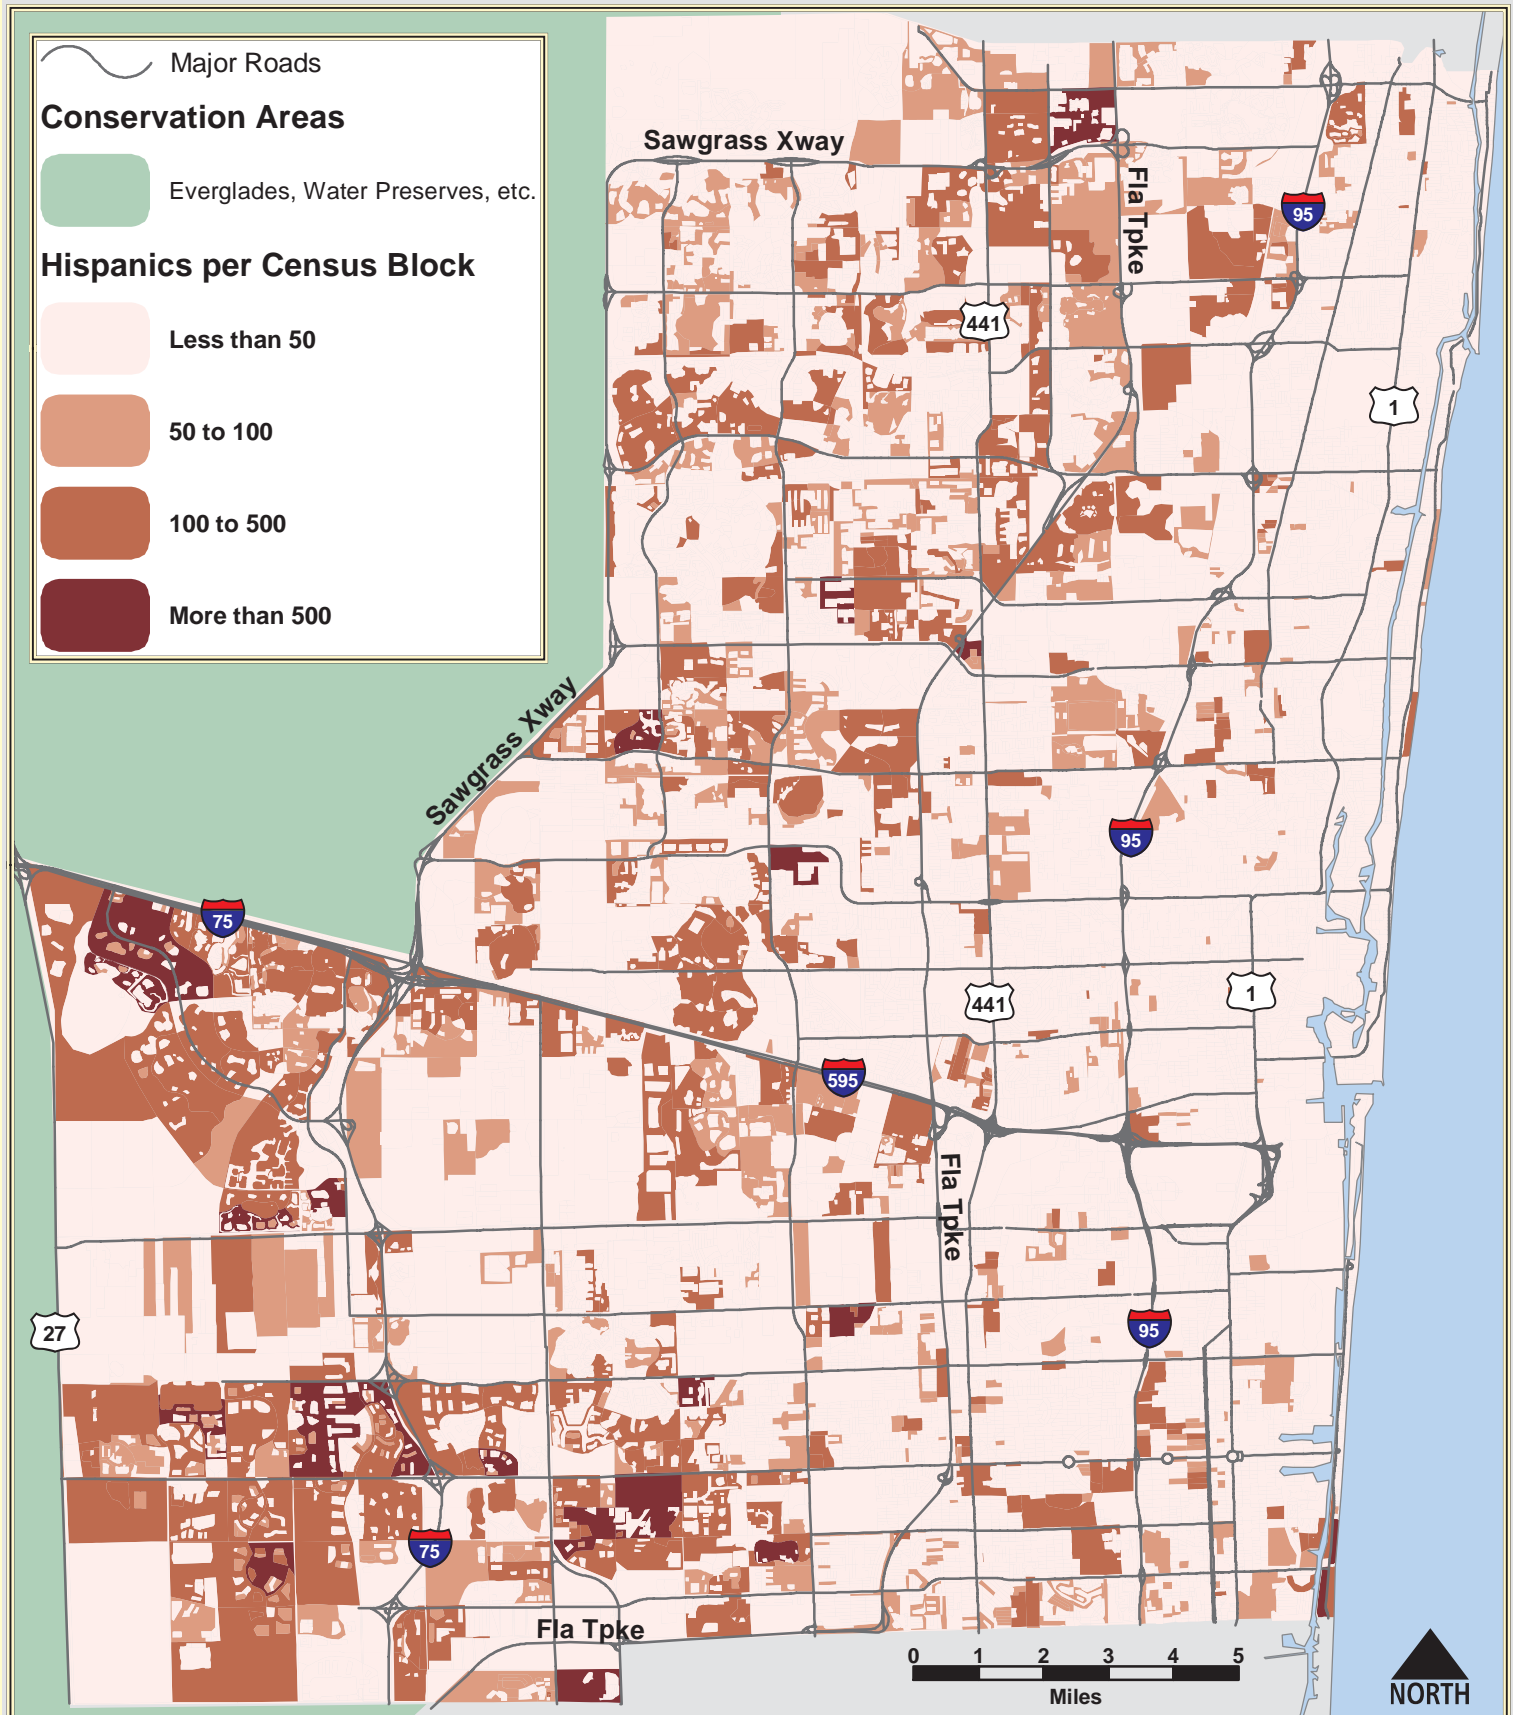 Major Roads
Conservation Areas
Everglades, Water Preserves, etc.
Hispanics per Census Block
Less than 50
50 to 100
100 to 500
More than 500
Sawgrass Xway
Fla Tpke
95
441
1
Sawgrass Xway
95
75
441
1
595
Fla Tpke
27
95
75
Fla Tpke
0 1 2 3 4 5
Miles
NORTH